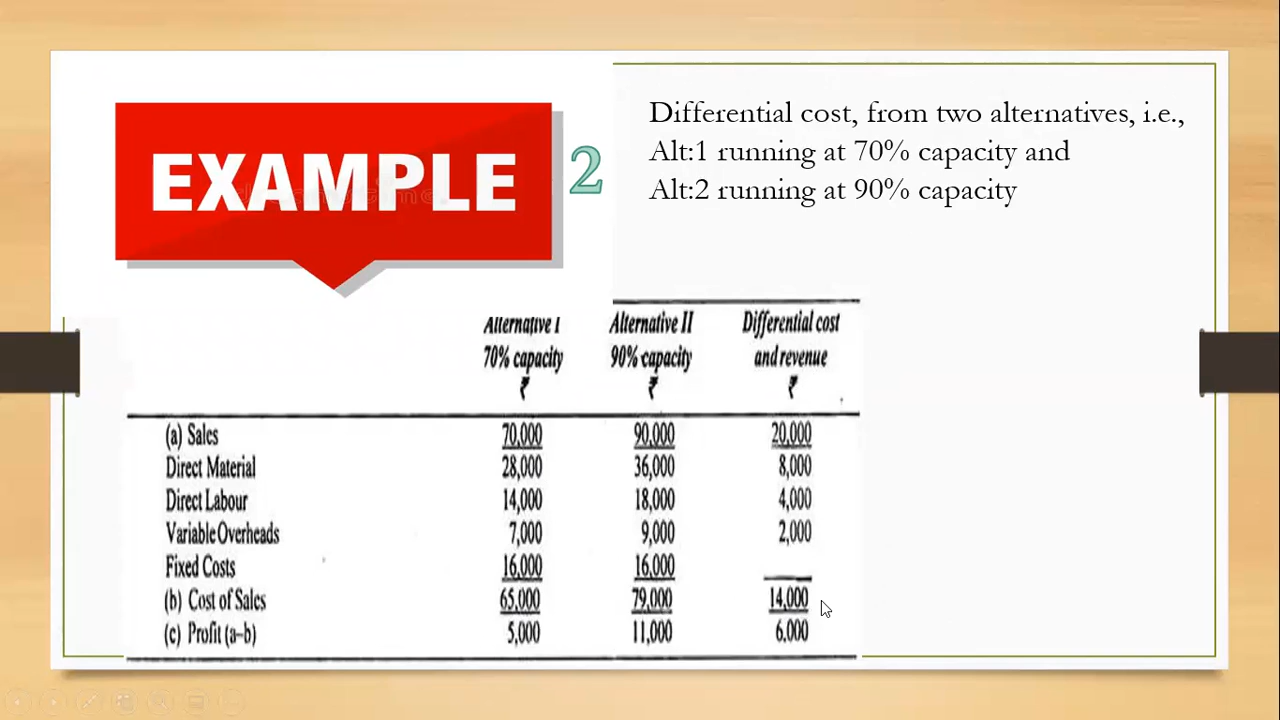 EXAMPLE
2
Differential cost, from two alternatives, i.e.,
Alt:1 running at 70% capacity and
Alt:2 running at 90% capacity
Alternative I Alternative II Differential cost
70% capacity 90% capacity and revenue
₹ ₹ ₹
(a) Sales 70,000 90,000 20,000
Direct Material 28,000 36,000 8,000
Direct Labour 14,000 18,000 4,000
Variable Overheads 7,000 9,000 2,000
Fixed Costs 16,000 16,000
(b) Cost of Sales 65,000 79,000 14,000
(c) Profit (a–b) 5,000 11,000 6,000